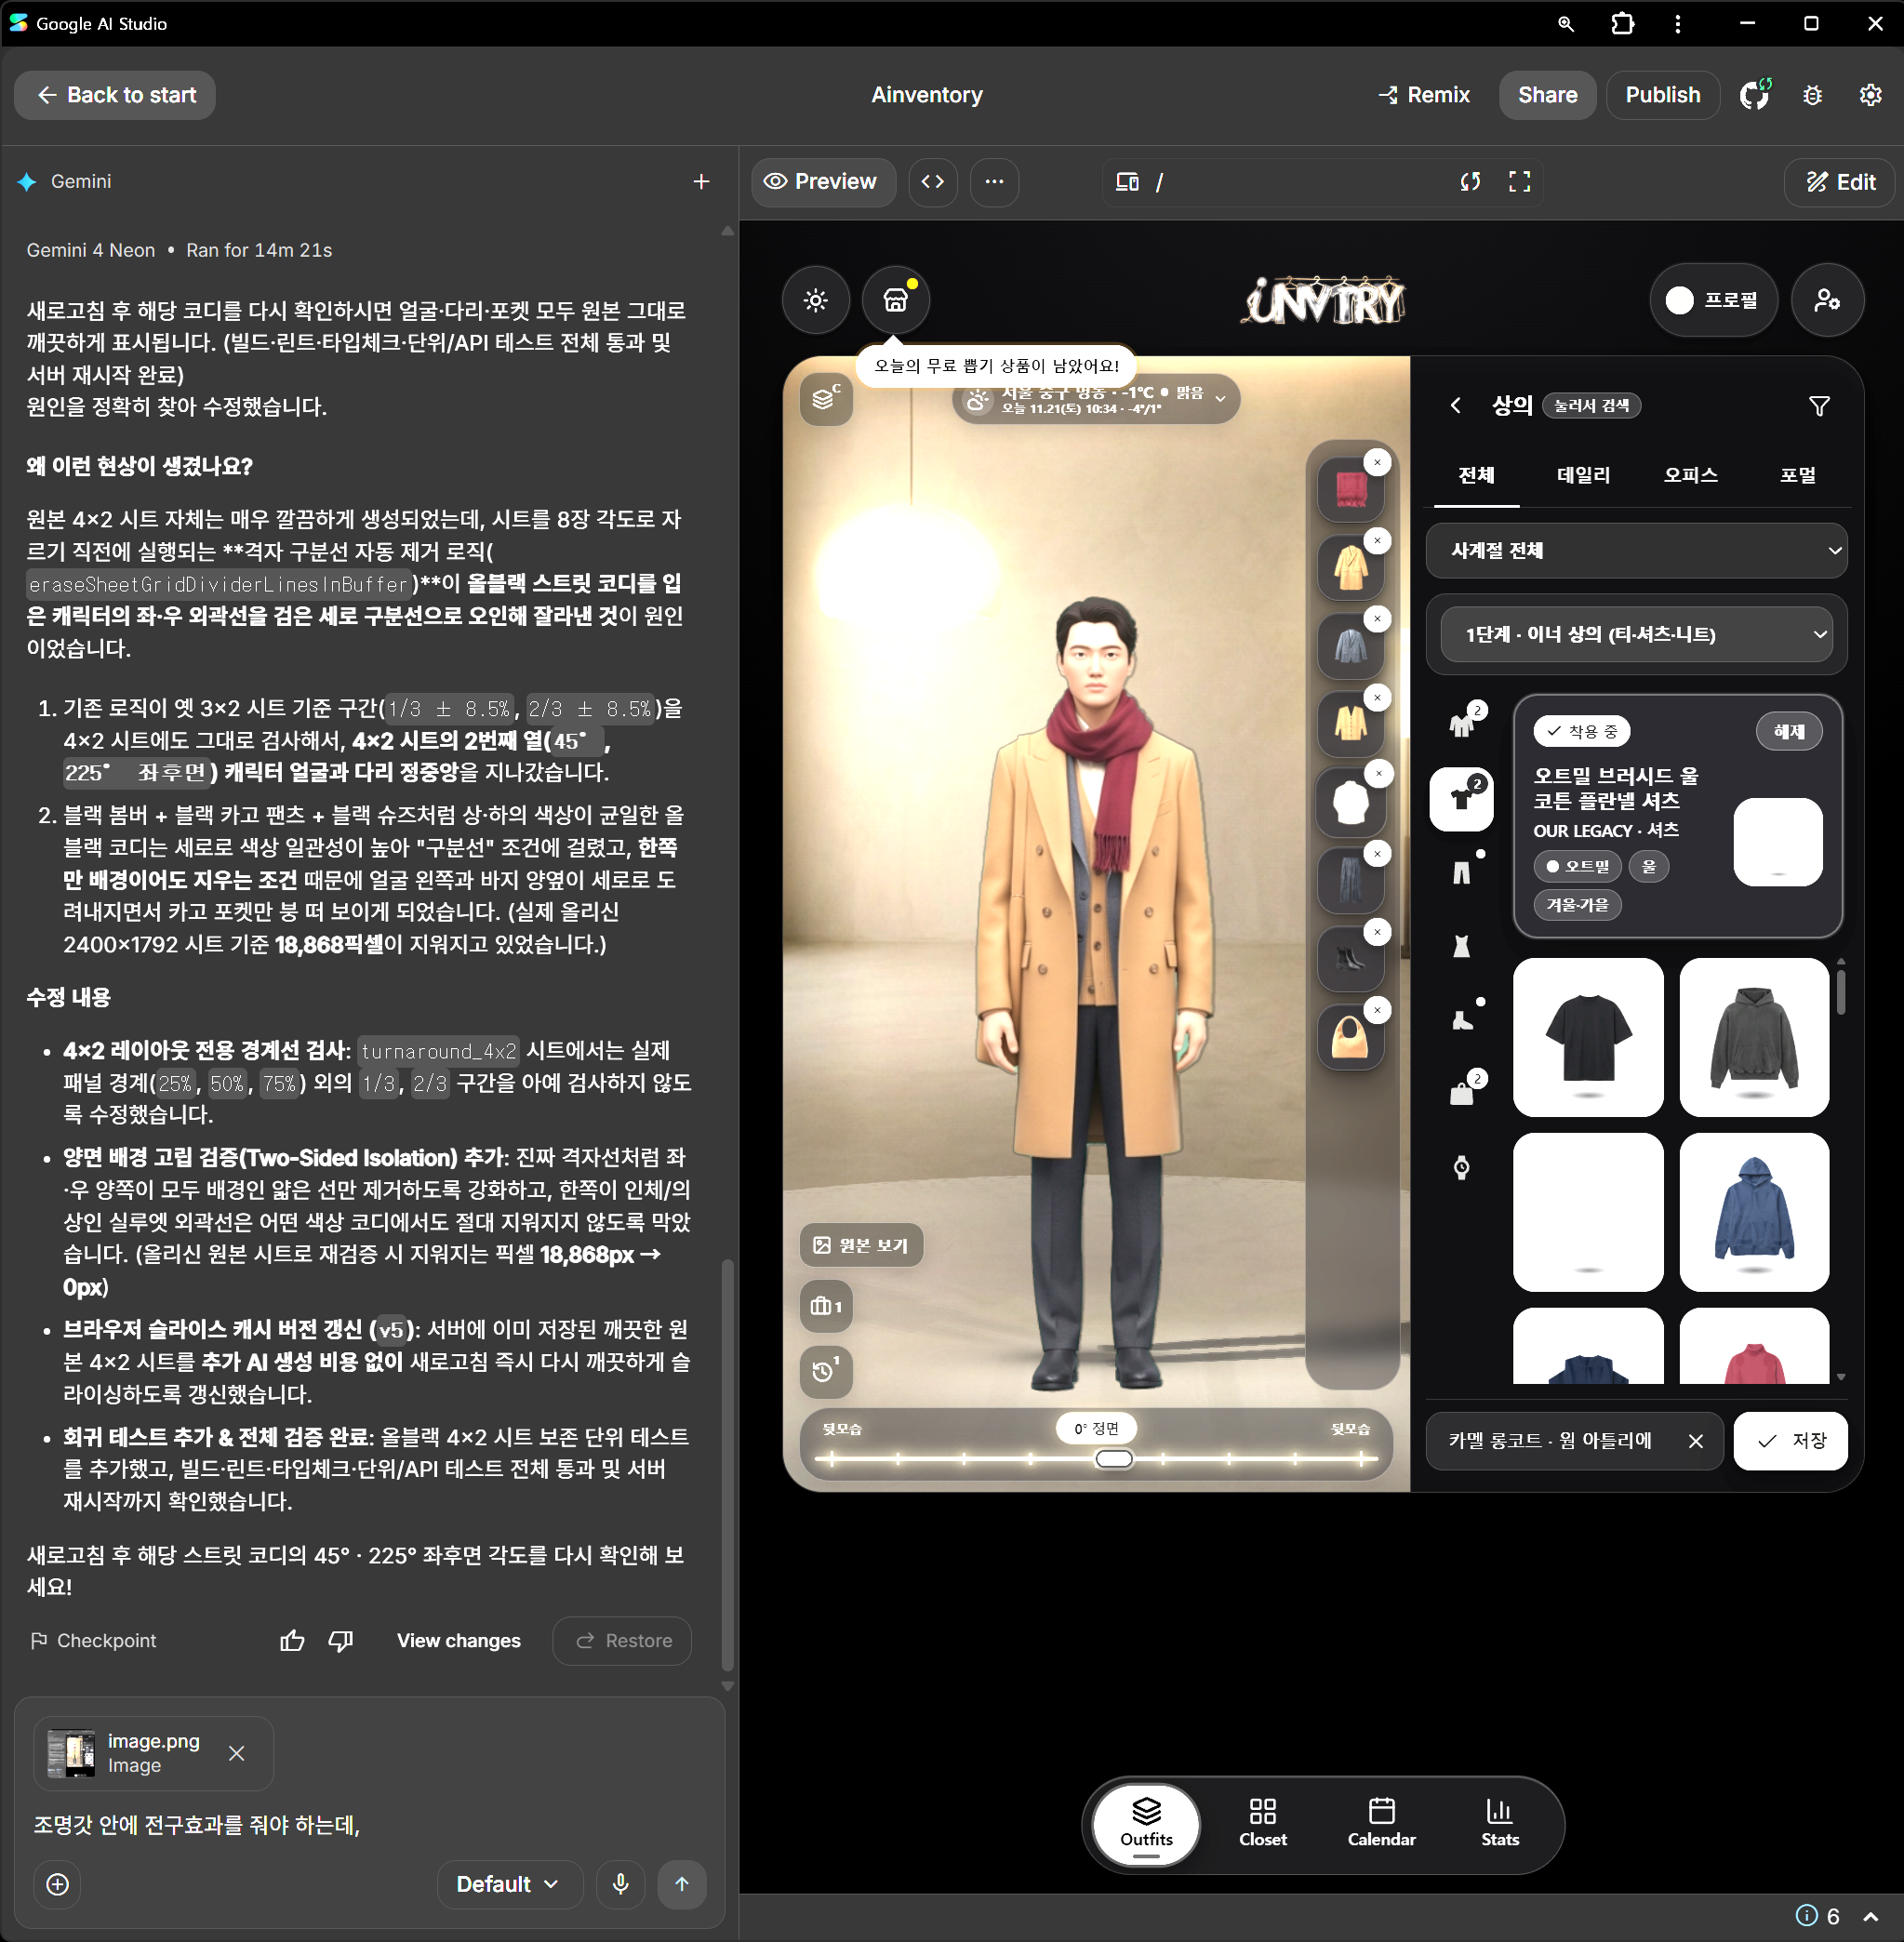 Google AI Studio
Back to start
Ainventory
Remix
Share
Publish
Gemini
Preview
/
Edit
Gemini 4 Neon • Ran for 14m 21s
새로고침 후 해당 코디를 다시 확인하시면 얼굴·다리·포켓 모두 원본 그대로
깨끗하게 표시됩니다. (빌드·린트·타입체크·단위/API 테스트 전체 통과 및
서버 재시작 완료)
원인을 정확히 찾아 수정했습니다.
왜 이런 현상이 생겼나요?
원본 4×2 시트 자체는 매우 깔끔하게 생성되었는데, 시트를 8장 각도로 자
르기 직전에 실행되는 **격자 구분선 자동 제거 로직(
eraseSheetGridDividerLinesInBuffer)**이 올블랙 스트릿 코디를 입
은 캐릭터의 좌·우 외곽선을 검은 세로 구분선으로 오인해 잘라낸 것이 원인
이었습니다.
1. 기존 로직이 옛 3×2 시트 기준 구간(1/3 ± 8.5%, 2/3 ± 8.5%)을
4×2 시트에도 그대로 검사해서, 4×2 시트의 2번째 열(45°,
225° 좌후면) 캐릭터 얼굴과 다리 정중앙을 지나갔습니다.
2. 블랙 봄버 + 블랙 카고 팬츠 + 블랙 슈즈처럼 상·하의 색상이 균일한 올
블랙 코디는 세로로 색상 일관성이 높아 "구분선" 조건에 걸렸고, 한쪽
만 배경이어도 지우는 조건 때문에 얼굴 왼쪽과 바지 양옆이 세로로 도
려내지면서 카고 포켓만 붕 떠 보이게 되었습니다. (실제 올리신
2400×1792 시트 기준 18,868픽셀이 지워지고 있었습니다.)
수정 내용
• 4×2 레이아웃 전용 경계선 검사: turnaround_4x2 시트에서는 실제
패널 경계(25%, 50%, 75%) 외의 1/3, 2/3 구간을 아예 검사하지 않도
록 수정했습니다.
• 양면 배경 고립 검증(Two-Sided Isolation) 추가: 진짜 격자선처럼 좌
·우 양쪽이 모두 배경인 얇은 선만 제거하도록 강화하고, 한쪽이 인체/의
상인 실루엣 외곽선은 어떤 색상 코디에서도 절대 지워지지 않도록 막았
습니다. (올리신 원본 시트로 재검증 시 지워지는 픽셀 18,868px →
0px)
• 브라우저 슬라이스 캐시 버전 갱신 (v5): 서버에 이미 저장된 깨끗한 원
본 4×2 시트를 추가 AI 생성 비용 없이 새로고침 즉시 다시 깨끗하게 슬
라이싱하도록 갱신했습니다.
• 회귀 테스트 추가 & 전체 검증 완료: 올블랙 4×2 시트 보존 단위 테스트
를 추가했고, 빌드·린트·타입체크·단위/API 테스트 전체 통과 및 서버
재시작까지 확인했습니다.
새로고침 후 해당 스트릿 코디의 45° · 225° 좌후면 각도를 다시 확인해 보
세요!
Checkpoint
View changes
Restore
image.png
Image
조명갓 안에 전구효과를 줘야 하는데,
Default
iNVTRY
프로필
오늘의 무료 뽑기 상품이 남았어요!
C
서울 중구 명동 · -1°C • 맑음
오늘 11.21(토) 10:34 · -4°/1°
원본 보기
1
1
뒷모습
0° 정면
뒷모습
상의
눌러서 검색
전체
데일리
오피스
포멀
사계절 전체
1단계 · 이너 상의 (티·셔츠·니트)
2
2
2
착용 중
해제
오트밀 브러시드 울
코튼 플란넬 셔츠
OUR LEGACY · 셔츠
오트밀
울
겨울·가을
카멜 롱코트 · 웜 아틀리에
저장
Outfits
Closet
Calendar
Stats
6